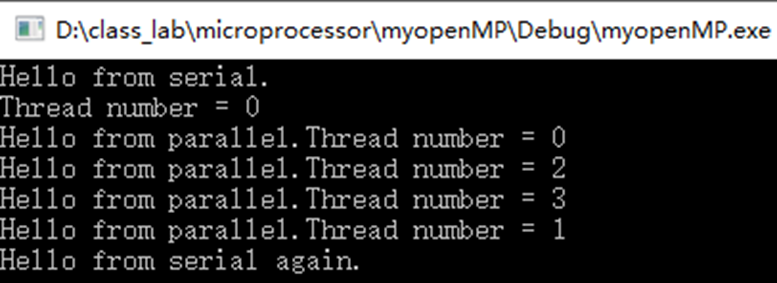 D:\class_lab\microprocessor\myopenMP\Debug\myopenMP.exe
Hello from serial.
Thread number = 0
Hello from parallel.Thread number = 0
Hello from parallel.Thread number = 2
Hello from parallel.Thread number = 3
Hello from parallel.Thread number = 1
Hello from serial again.